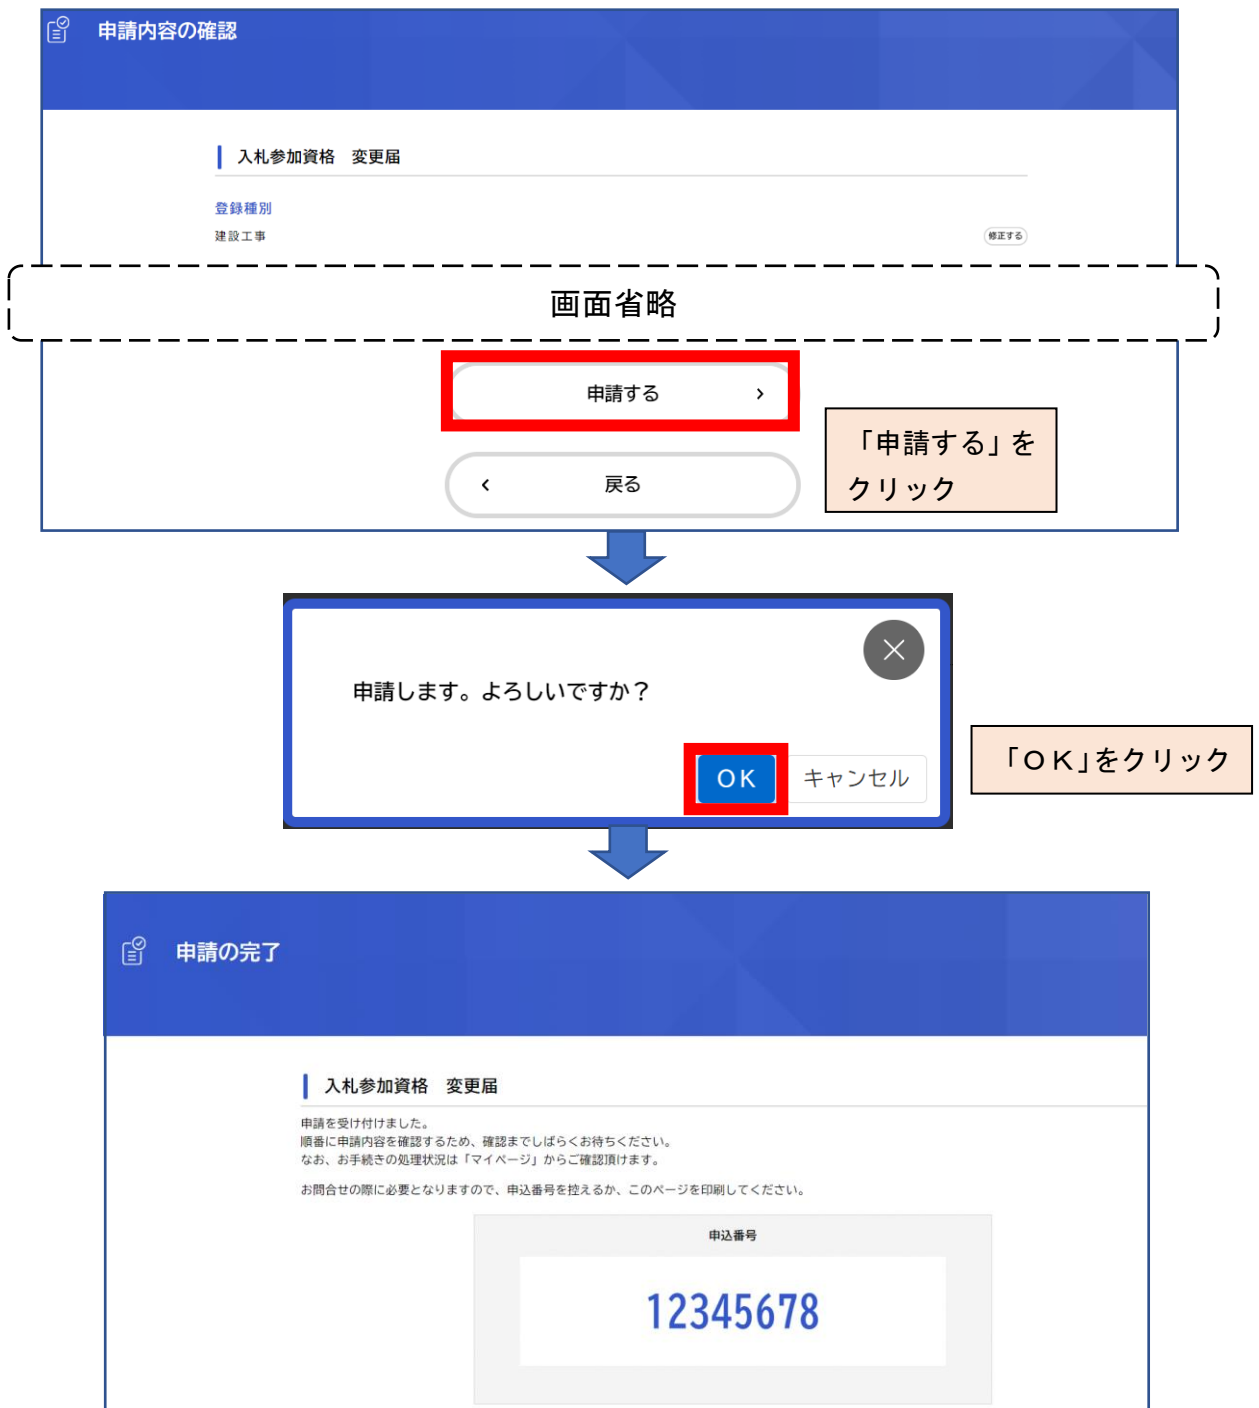 申請内容の確認
入札参加資格　変更届
登録種別
建設工事
修正する
画面省略
申請する
「申請する」を
クリック
戻る
申請します。よろしいですか？
OK
キャンセル
「ＯＫ」をクリック
申請の完了
入札参加資格　変更届
申請を受け付けました。
順番に申請内容を確認するため、確認までしばらくお待ちください。
なお、お手続きの処理状況は「マイページ」からご確認頂けます。
お問合せの際に必要となりますので、申込番号を控えるか、このページを印刷してください。
申込番号
12345678